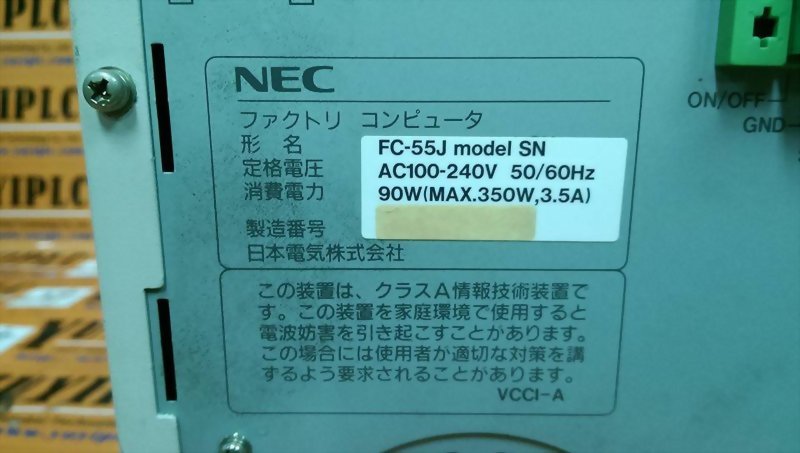 NEC
ファクトリ コンピュータ
形 名 FC-55J model SN
定格電圧 AC100-240V 50/60Hz
消費電力 90W(MAX.350W,3.5A)
製造番号
日本電気株式会社
この装置は、クラスA情報技術装置で
す。この装置を家庭環境で使用すると
電波妨害を引き起こすことがあります。
この場合には使用者が適切な対策を講
ずるよう要求されることがあります。
VCCI-A
ON/OFF
GND
YIPLC